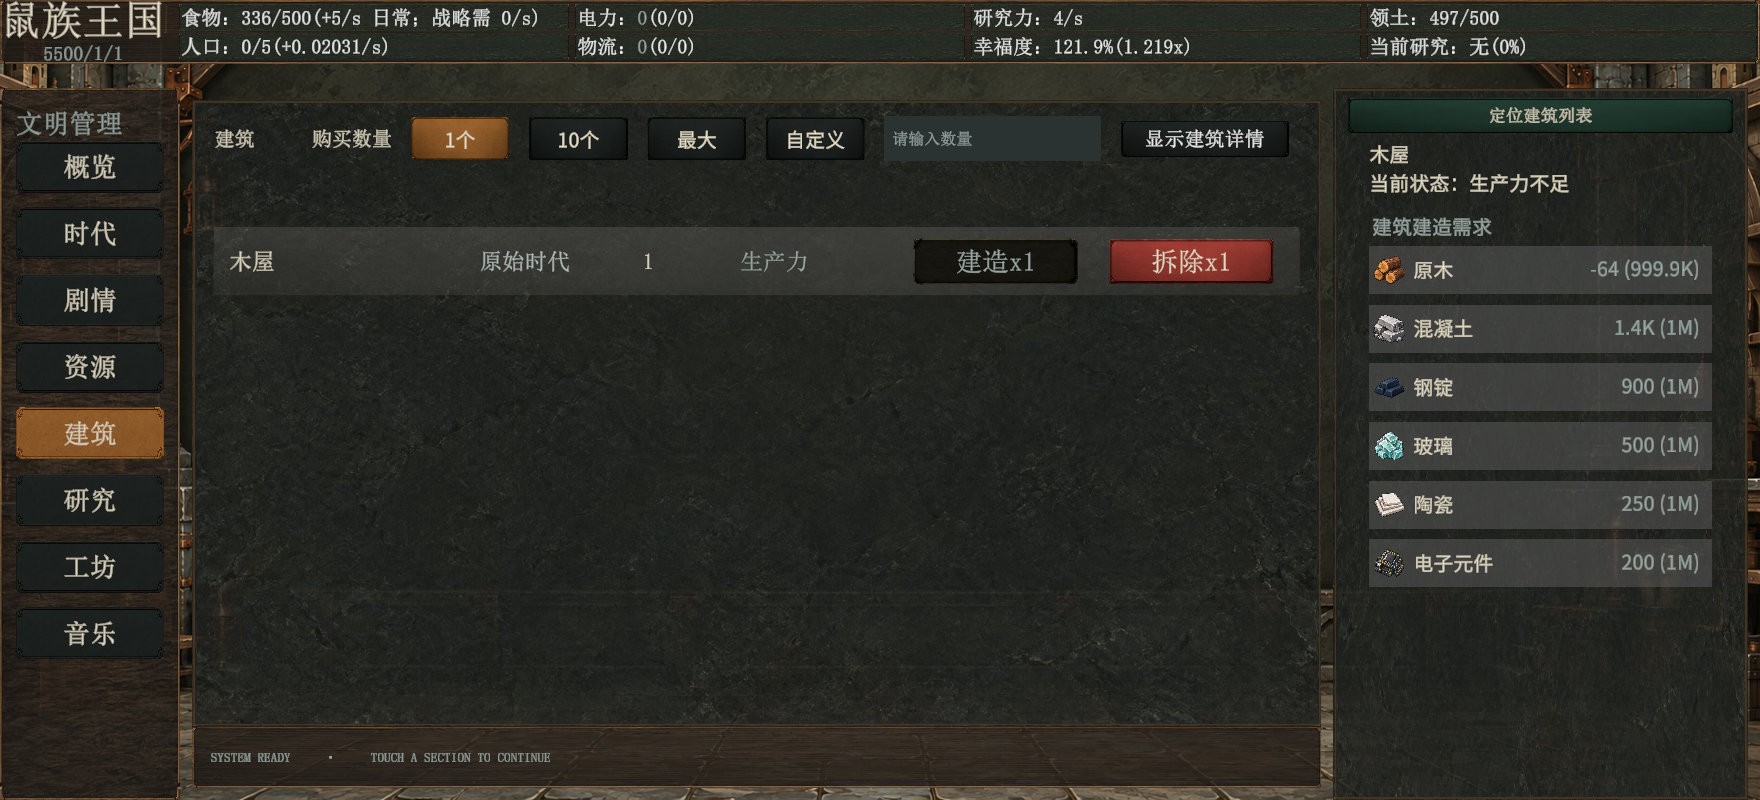 鼠族王国
5500/1/1
食物: 336/500(+5/s 日常; 战略需 0/s)
人口: 0/5(+0.02031/s)
电力: 0(0/0)
物流: 0(0/0)
研究力: 4/s
幸福度: 121.9%(1.219x)
领土: 497/500
当前研究: 无(0%)
文明管理
概览
时代
剧情
资源
建筑
研究
工坊
音乐
建筑 购买数量 1个 10个 最大 自定义 请输入数量 显示建筑详情
木屋 原始时代 1 生产力 建造x1 拆除x1
SYSTEM READY · TOUCH A SECTION TO CONTINUE
定位建筑列表
木屋
当前状态: 生产力不足
建筑建造需求
原木 -64 (999.9K)
混凝土 1.4K (1M)
钢锭 900 (1M)
玻璃 500 (1M)
陶瓷 250 (1M)
电子元件 200 (1M)